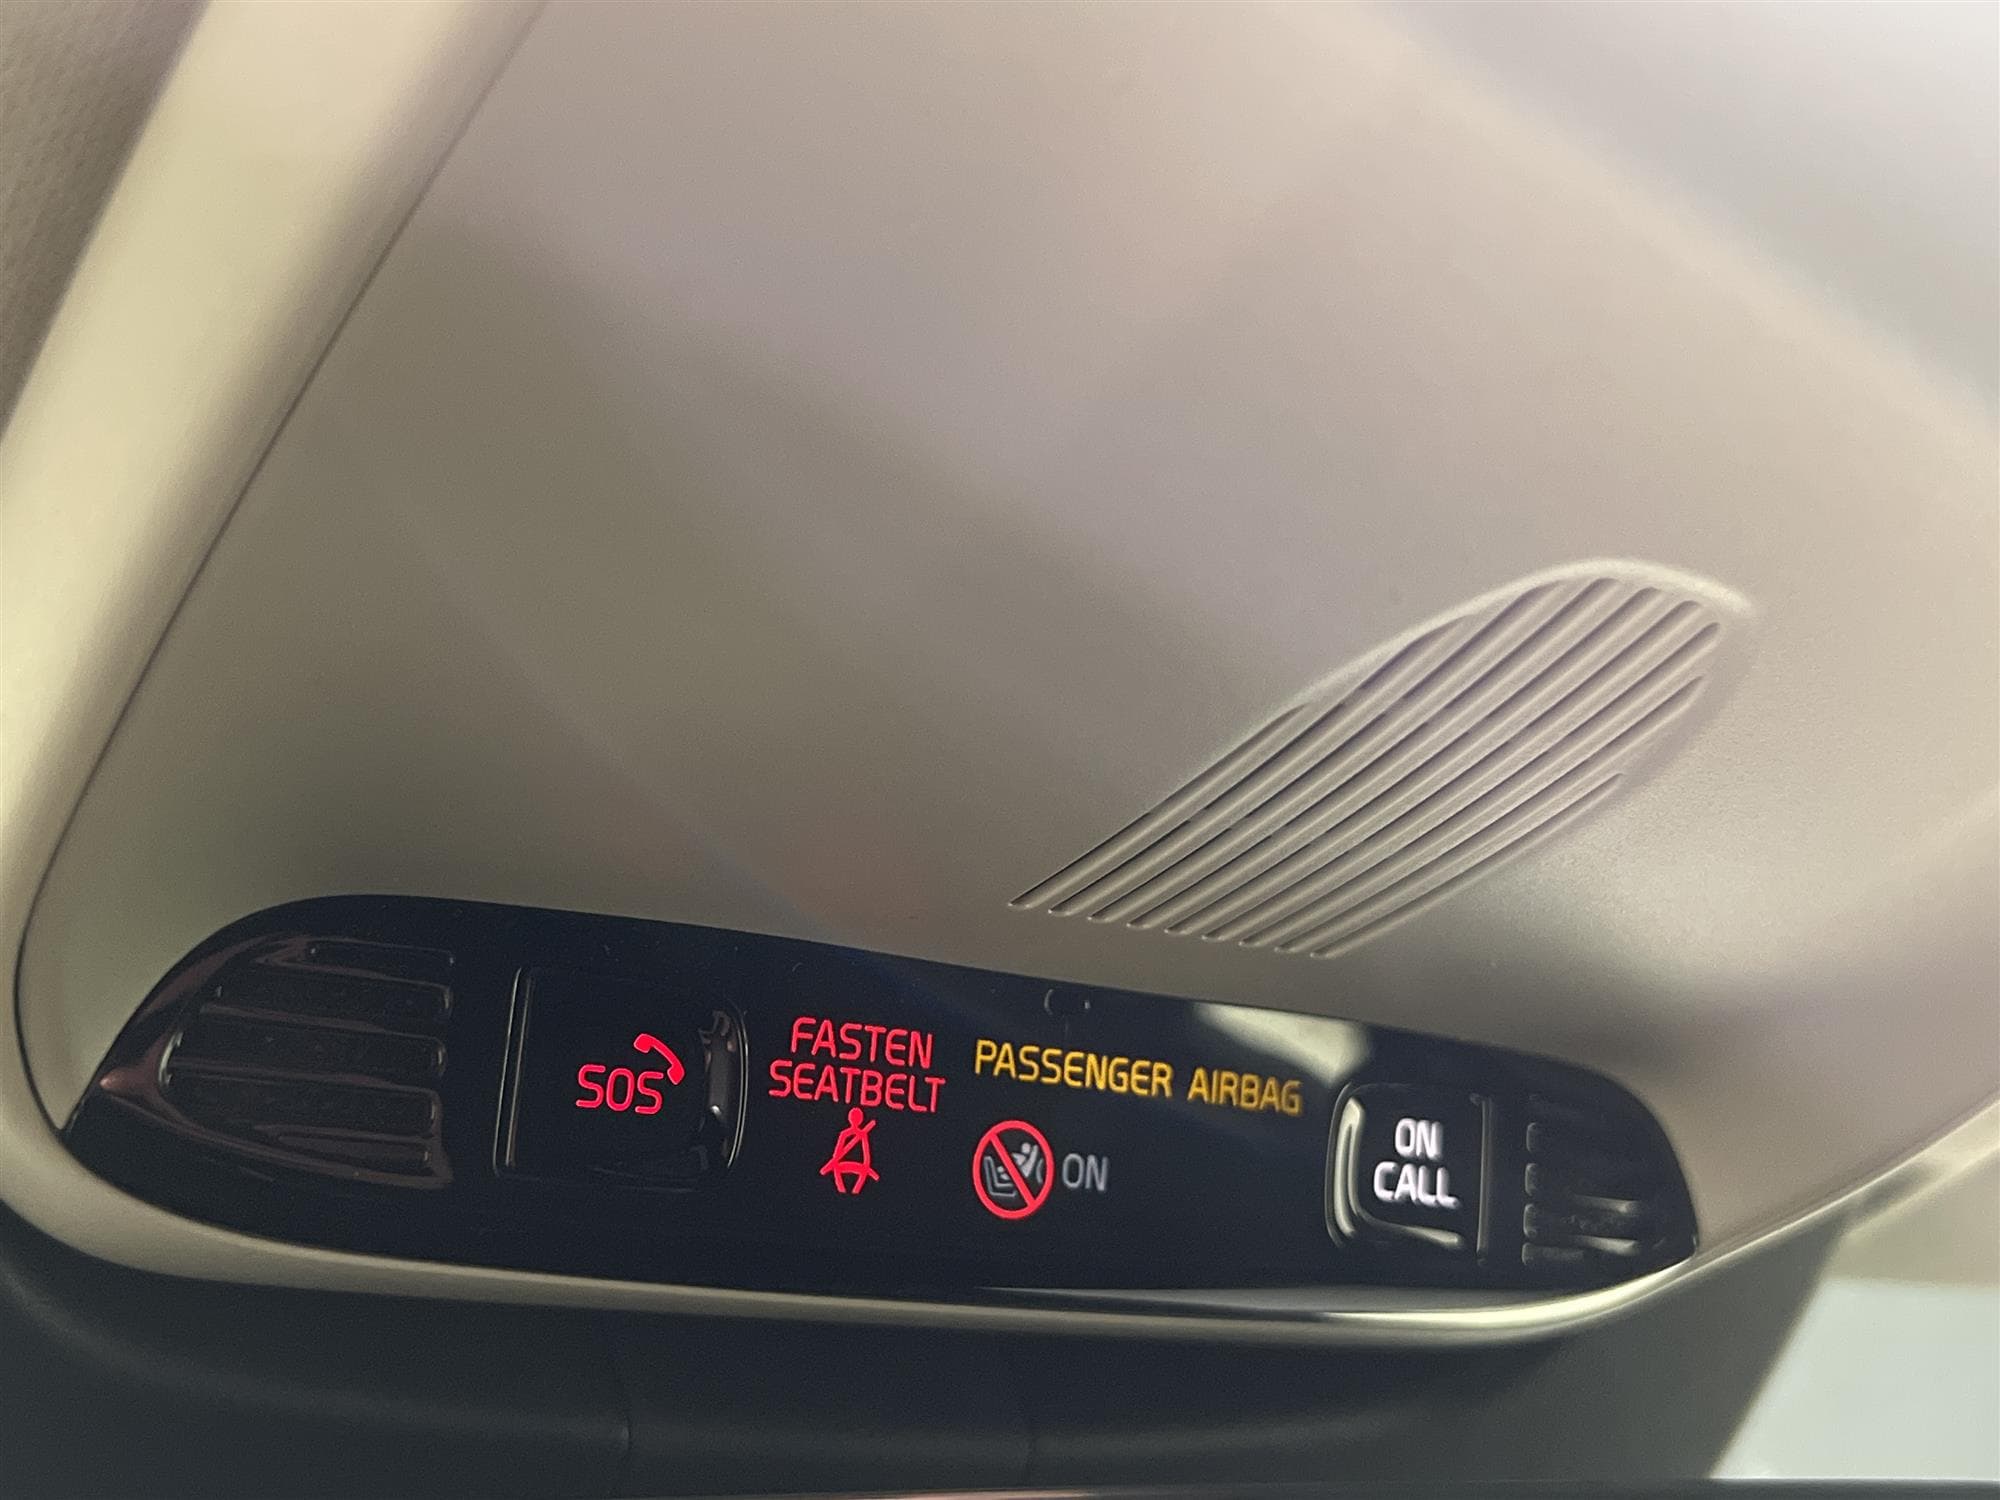 SOS
FASTEN
SEATBELT
PASSENGER AIRBAG
ON
ON
CALL